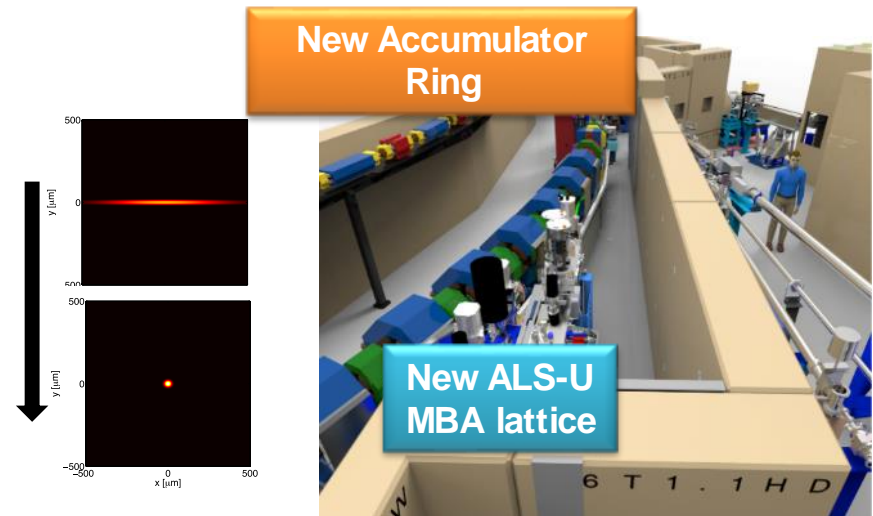 New Accumulator
Ring
500
y [μm]
0
500
500
y [μm]
0
−500
−500
0
500
x [μm]
New ALS-U
MBA lattice
6 T 1 . 1 H D